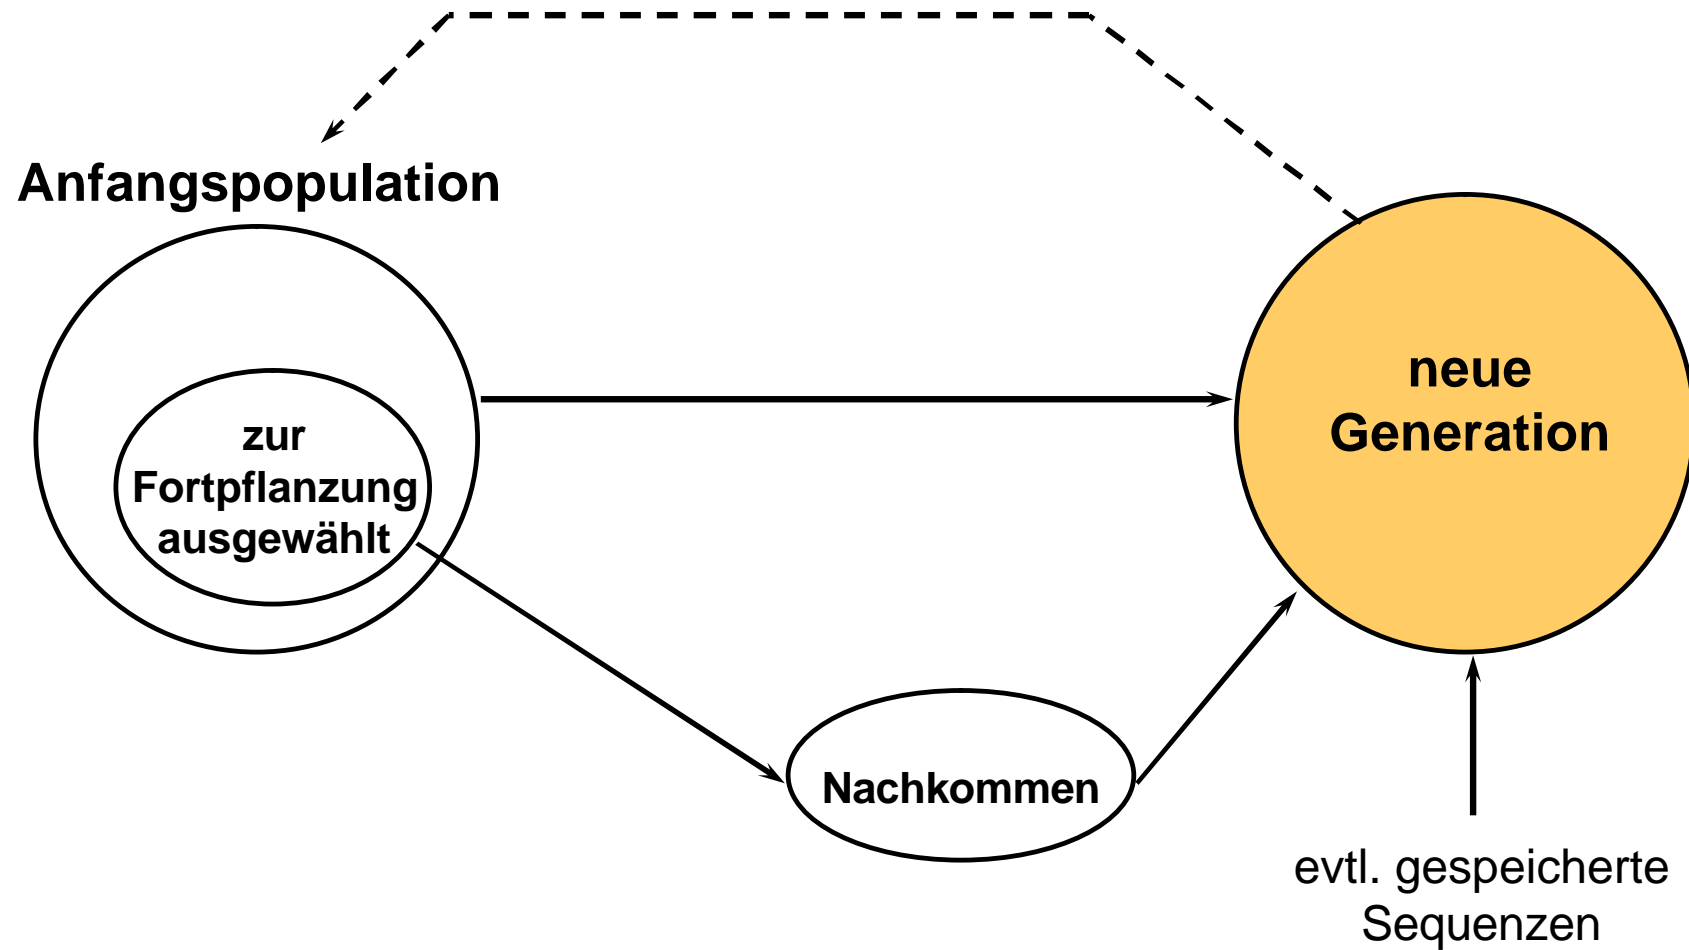 Anfangspopulation
zur
Fortpflanzung
ausgewählt
neue
Generation
Nachkommen
evtl. gespeicherte
Sequenzen